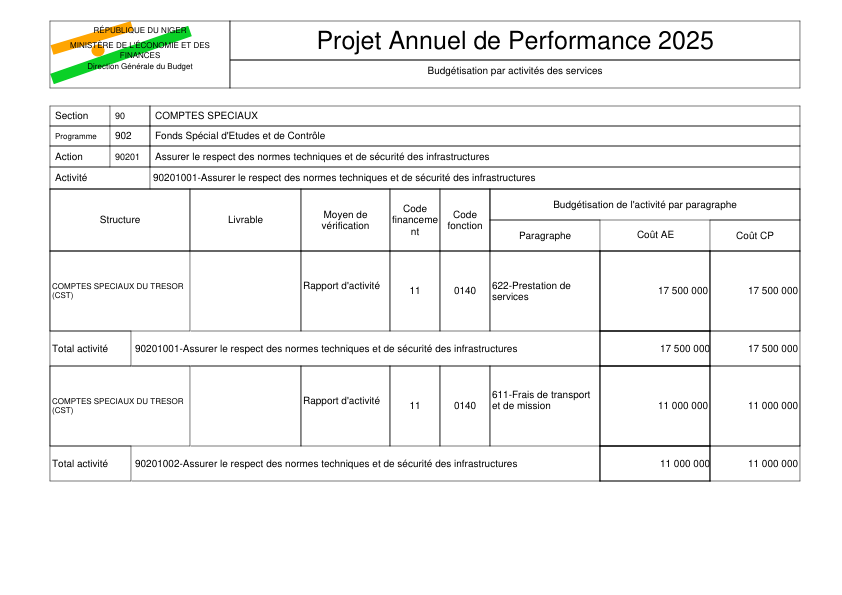 RÉPUBLIQUE DU NIGER
MINISTÈRE DE L'ÉCONOMIE ET DES
FINANCES
Direction Générale du Budget
Projet Annuel de Performance 2025
Budgétisation par activités des services
Section 90 COMPTES SPECIAUX
Programme 902 Fonds Spécial d'Etudes et de Contrôle
Action 90201 Assurer le respect des normes techniques et de sécurité des infrastructures
Activité 90201001-Assurer le respect des normes techniques et de sécurité des infrastructures
Structure
Livrable
Moyen de
vérification
Code
financeme
nt
Code
fonction
Budgétisation de l'activité par paragraphe
Paragraphe
Coût AE
Coût CP
COMPTES SPECIAUX DU TRESOR
(CST)
Rapport d'activité
11
0140
622-Prestation de
services
17 500 000
17 500 000
Total activité 90201001-Assurer le respect des normes techniques et de sécurité des infrastructures 17 500 000 17 500 000
COMPTES SPECIAUX DU TRESOR
(CST)
Rapport d'activité
11
0140
611-Frais de transport
et de mission
11 000 000
11 000 000
Total activité 90201002-Assurer le respect des normes techniques et de sécurité des infrastructures 11 000 000 11 000 000